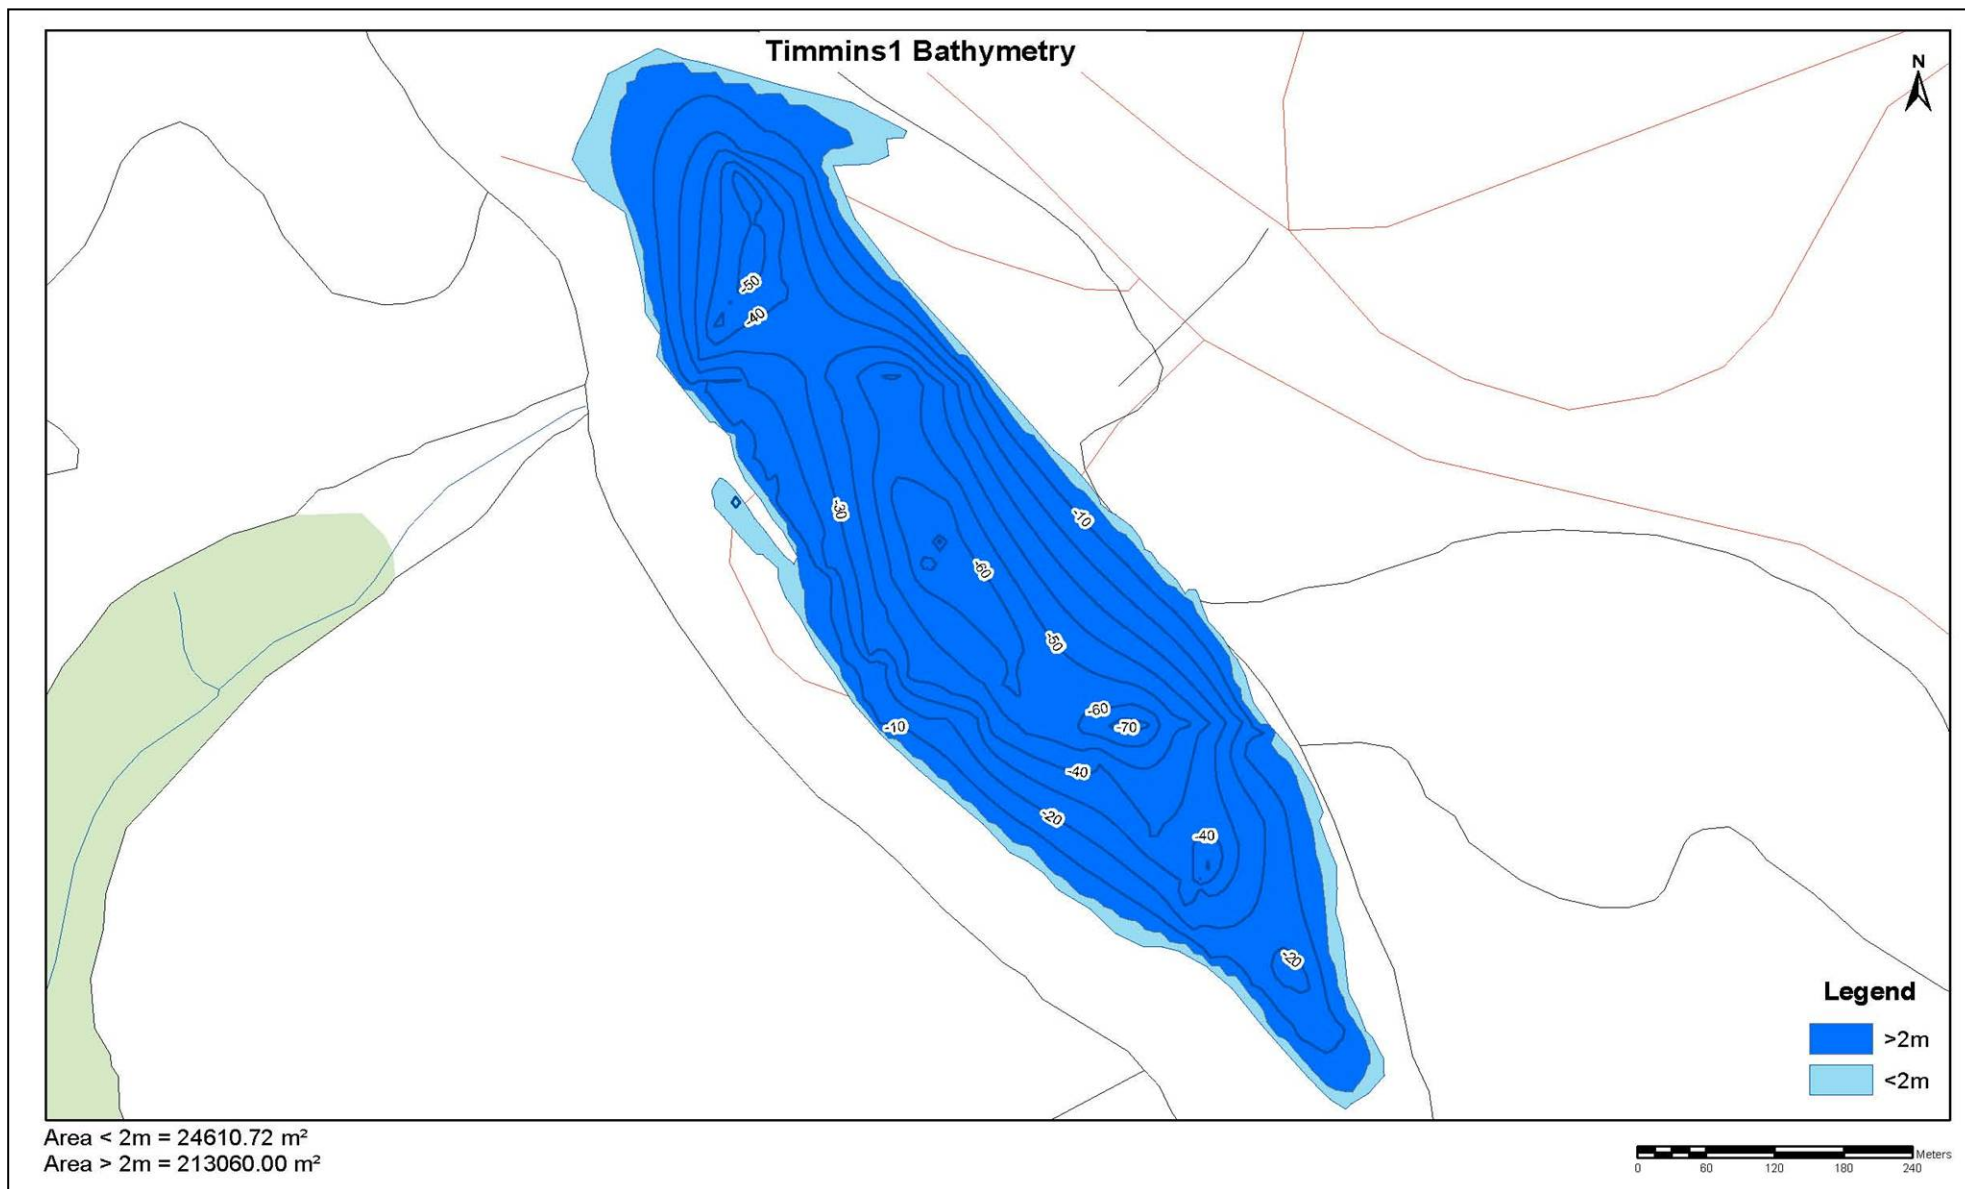 Timmins1 Bathymetry
N
-50
-40
-30
-10
-60
-50
-60
-70
-10
-40
-20
-40
-20
Legend
>2m
<2m
Area < 2m = 24610.72 m²
Area > 2m = 213060.00 m²
Meters
0 60 120 180 240